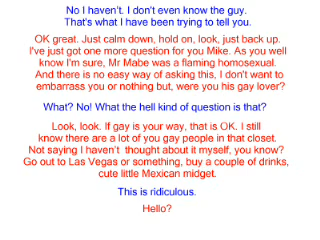 No I haven't. I don't even know the guy.
That's what I have been trying to tell you.
OK great. Just calm down, hold on, look, just back up.
I've just got one more question for you Mike. As you well
know I'm sure, Mr Mabe was a flaming homosexual.
And there is no easy way of asking this, I don't want to
embarrass you or nothing but, were you his gay lover?
What? No! What the hell kind of question is that?
Look, look. If gay is your way, that is OK. I still
know there are a lot of you gay people in that closet.
Not saying I haven't thought about it myself, you know?
Go out to Las Vegas or something, buy a couple of drinks,
cute little Mexican midget.
This is ridiculous.
Hello?